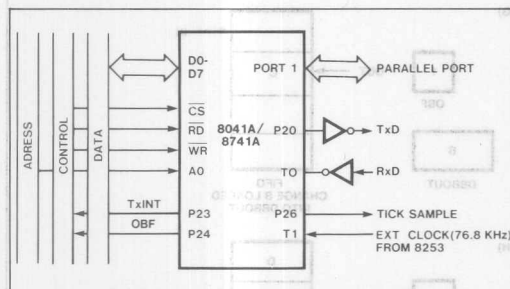 D0-
D7
PORT 1
PARALLEL PORT
ADRESS
CONTROL
DATA
CS
RD
WR
A0
8041A/
8741A
P20
TxD
TO
RxD
TxINT
P23
P26
TICK SAMPLE
OBF
P24
T1
EXT CLOCK(76.8 KHz)
FROM 8253